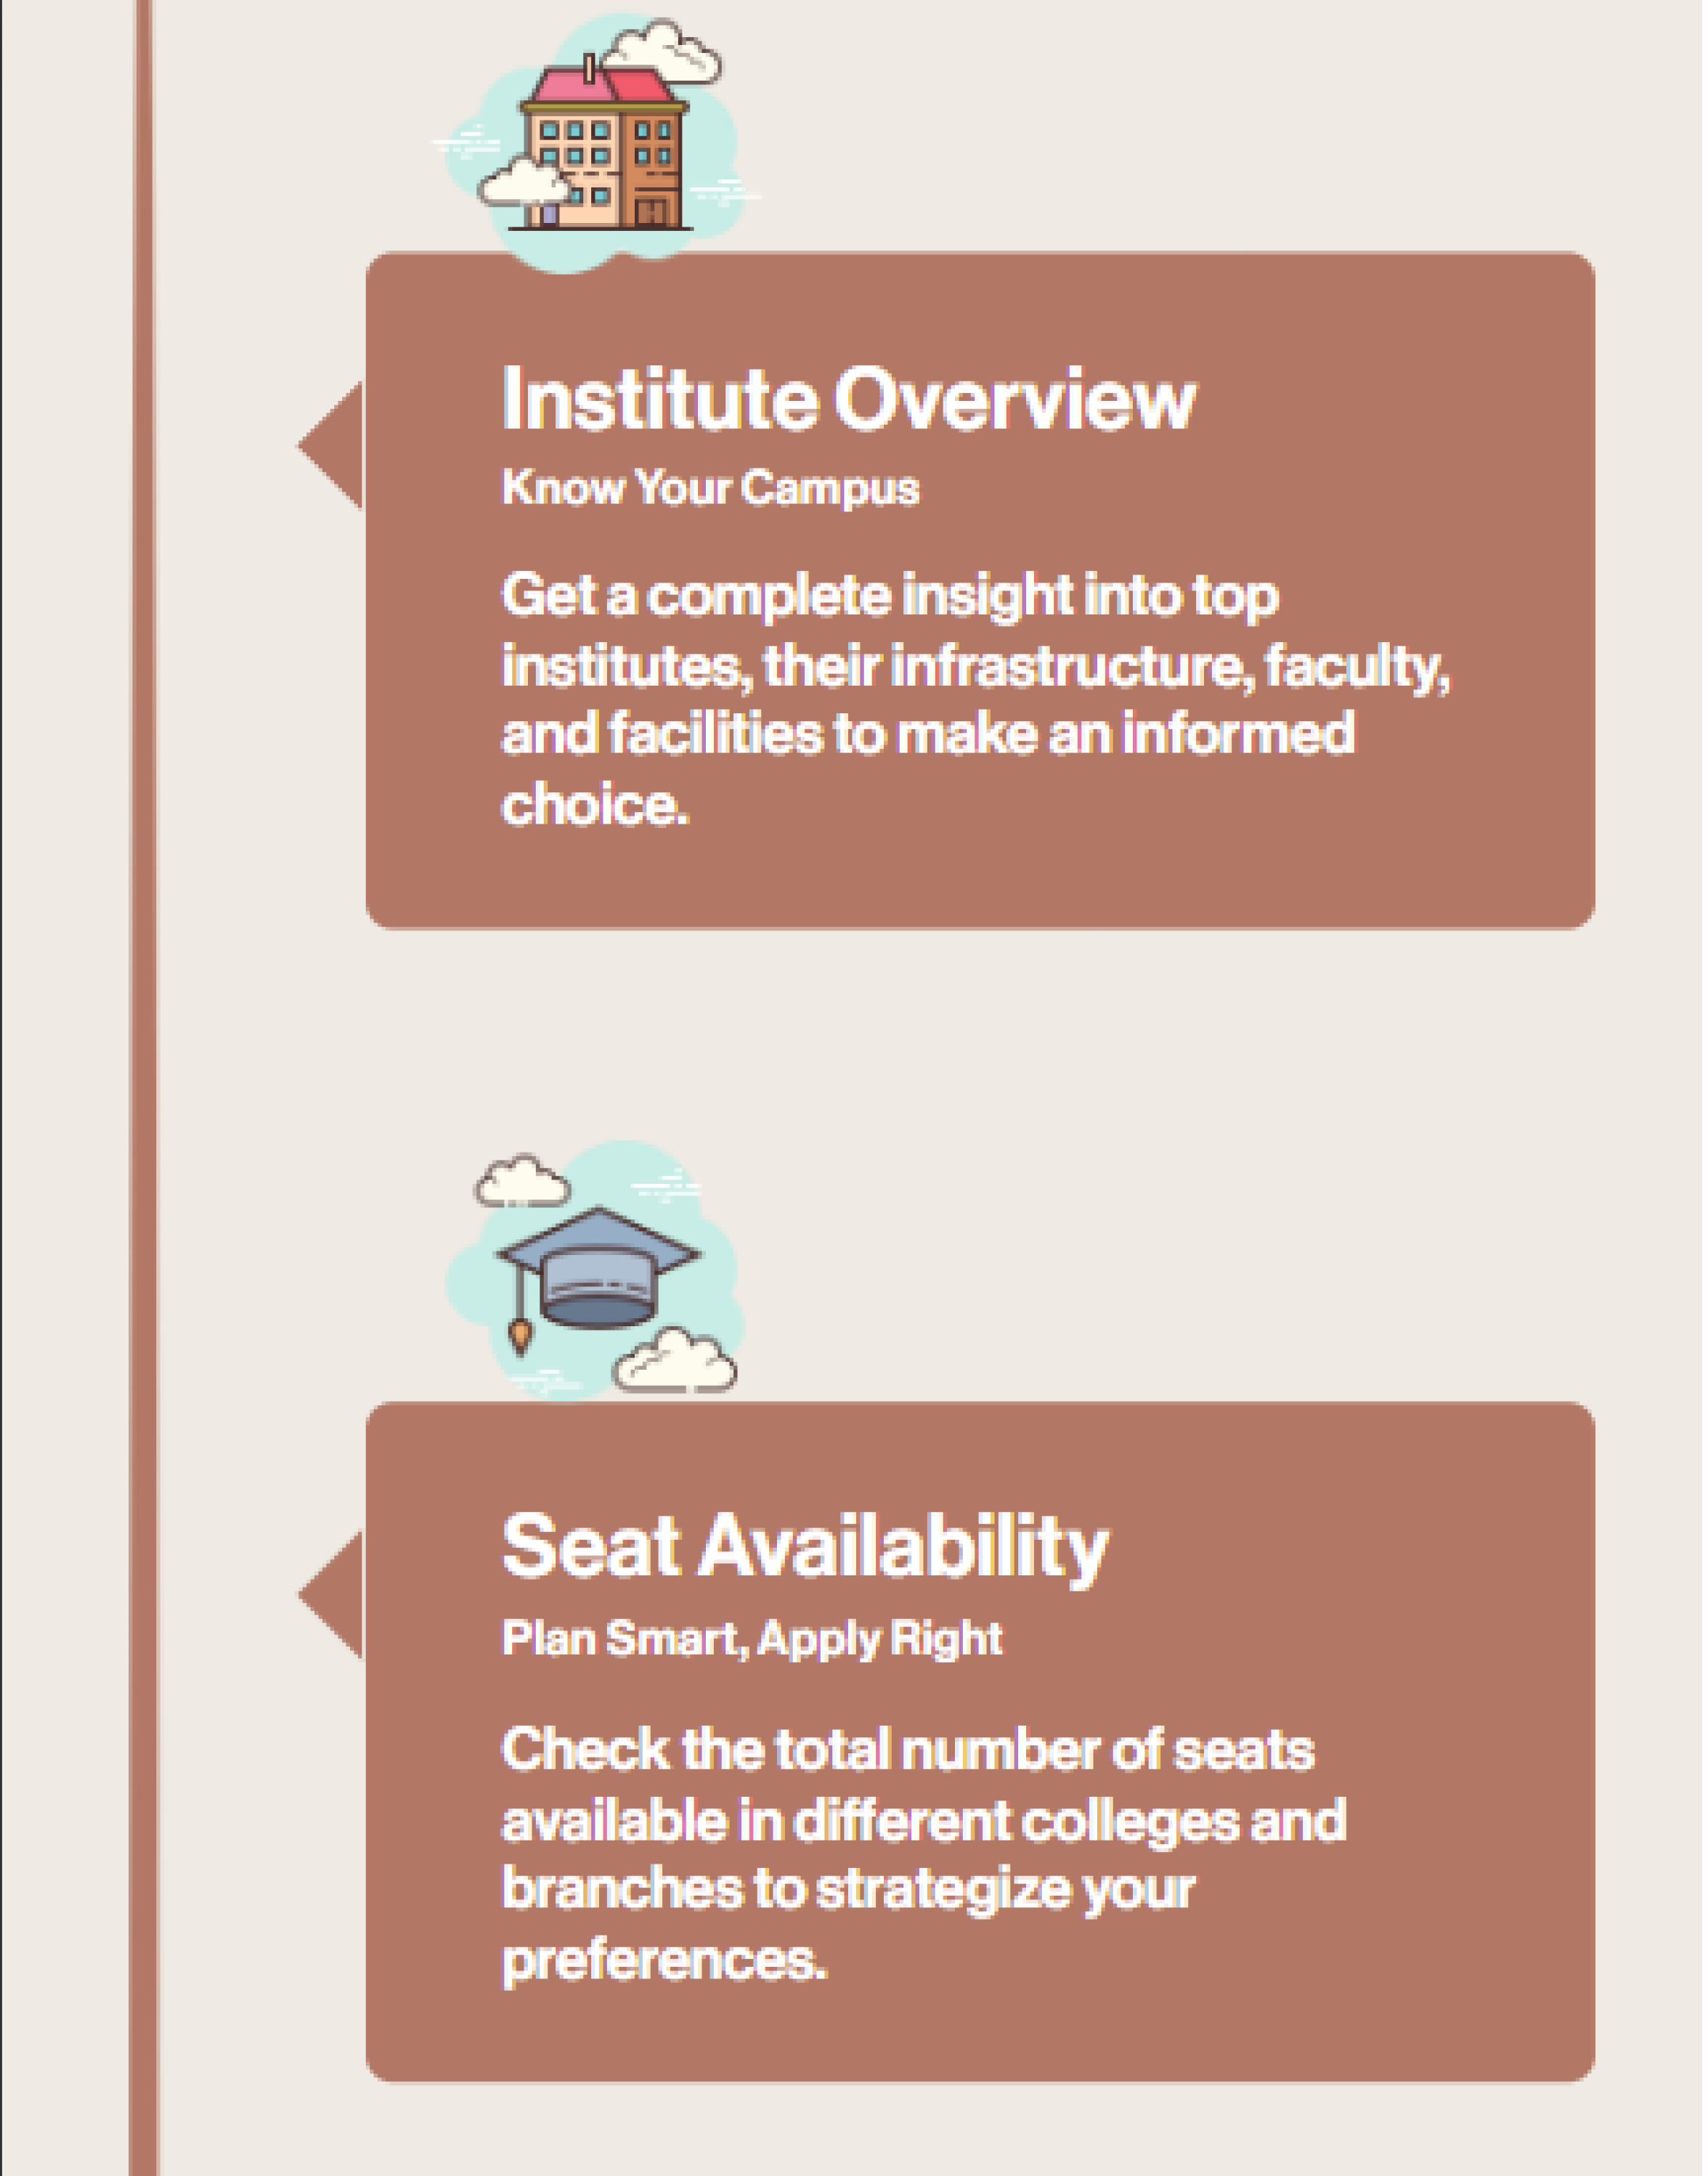 Institute Overview
Know Your Campus
Get a complete insight into top
institutes, their infrastructure, faculty,
and facilities to make an informed
choice.
Seat Availability
Plan Smart, Apply Right
Check the total number of seats
available in different colleges and
branches to strategize your
preferences.